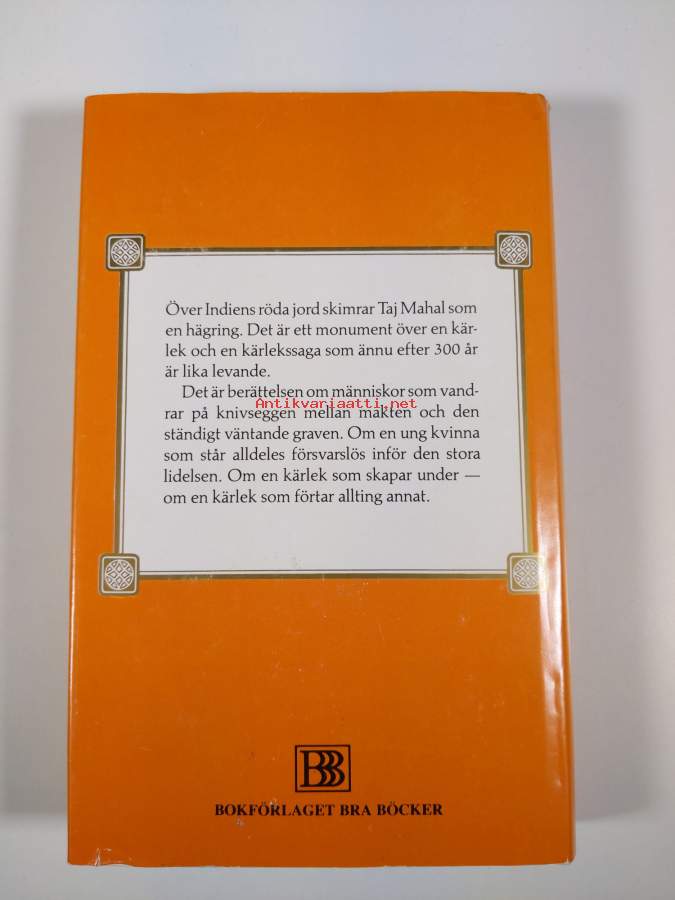 Över Indiens röda jord skimrar Taj Mahal som
en hägring. Det är ett monument över en kär-
lek och en kärlekssaga som ännu efter 300 år
är lika levande.
Det är berättelsen om människor som vand-
Antikvariaatti.net
rar på knivseggen mellan makten och den
ständigt väntande graven. Om en ung kvinna
som står alldeles försvarslös inför den stora
lidelsen. Om en kärlek som skapar under —
om en kärlek som förtar allting annat.
BBB
BOKFÖRLAGET BRA BÖCKER